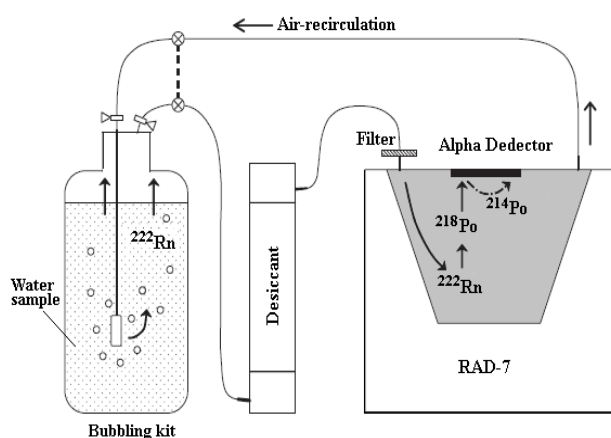 Air-recirculation
Filter
Alpha Dedector
218Po
214Po
222Rn
222Rn
Water
sample
Desiccant
RAD-7
Bubbling kit